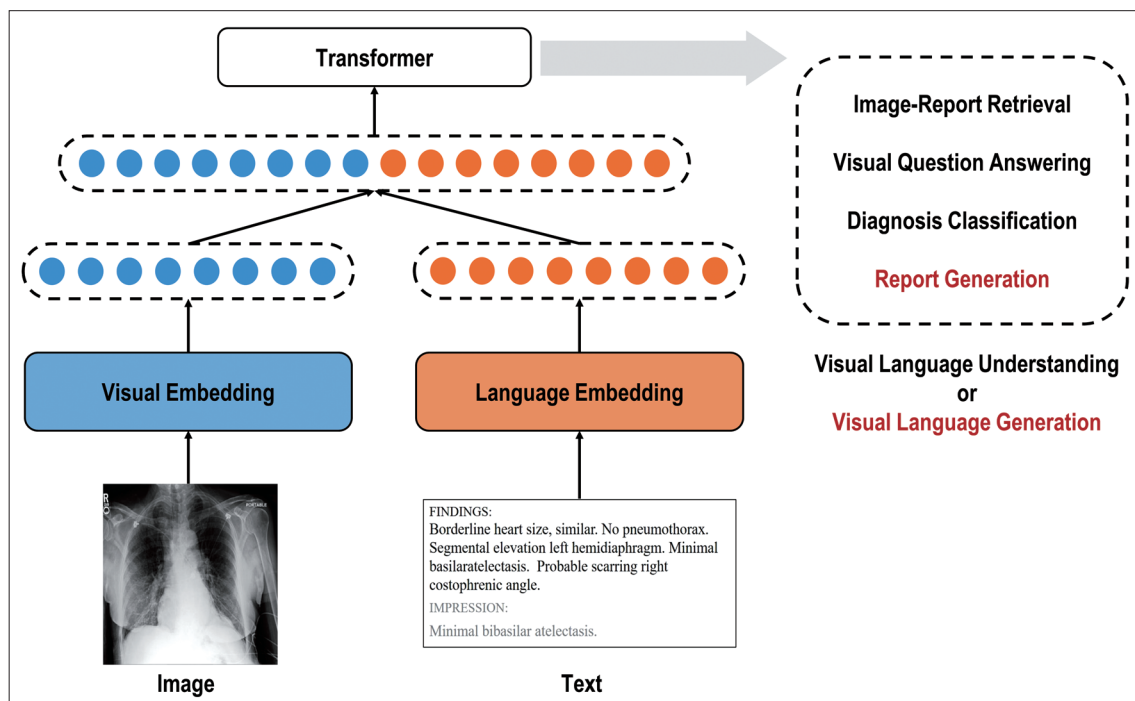 Transformer
Image-Report Retrieval
Visual Question Answering
Diagnosis Classification
Report Generation
Visual Embedding
Language Embedding
Visual Language Understanding
or
Visual Language Generation
R
PORTABLE
FINDINGS:
Borderline heart size, similar. No pneumothorax.
Segmental elevation left hemidiaphragm. Minimal
basilaratelectasis. Probable scarring right
costophrenic angle.
IMPRESSION:
Minimal bibasilar atelectasis.
Image
Text